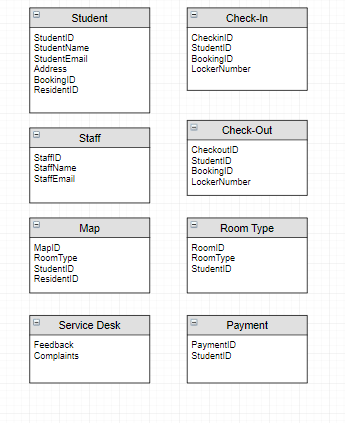 Student
StudentID
StudentName
StudentEmail
Address
BookingID
ResidentID
Check-In
CheckinID
StudentID
BookingID
LockerNumber
Staff
StaffID
StaffName
StaffEmail
Check-Out
CheckoutID
StudentID
BookingID
LockerNumber
Map
MapID
RoomType
StudentID
ResidentID
Room Type
RoomID
RoomType
StudentID
Service Desk
Feedback
Complaints
Payment
PaymentID
StudentID